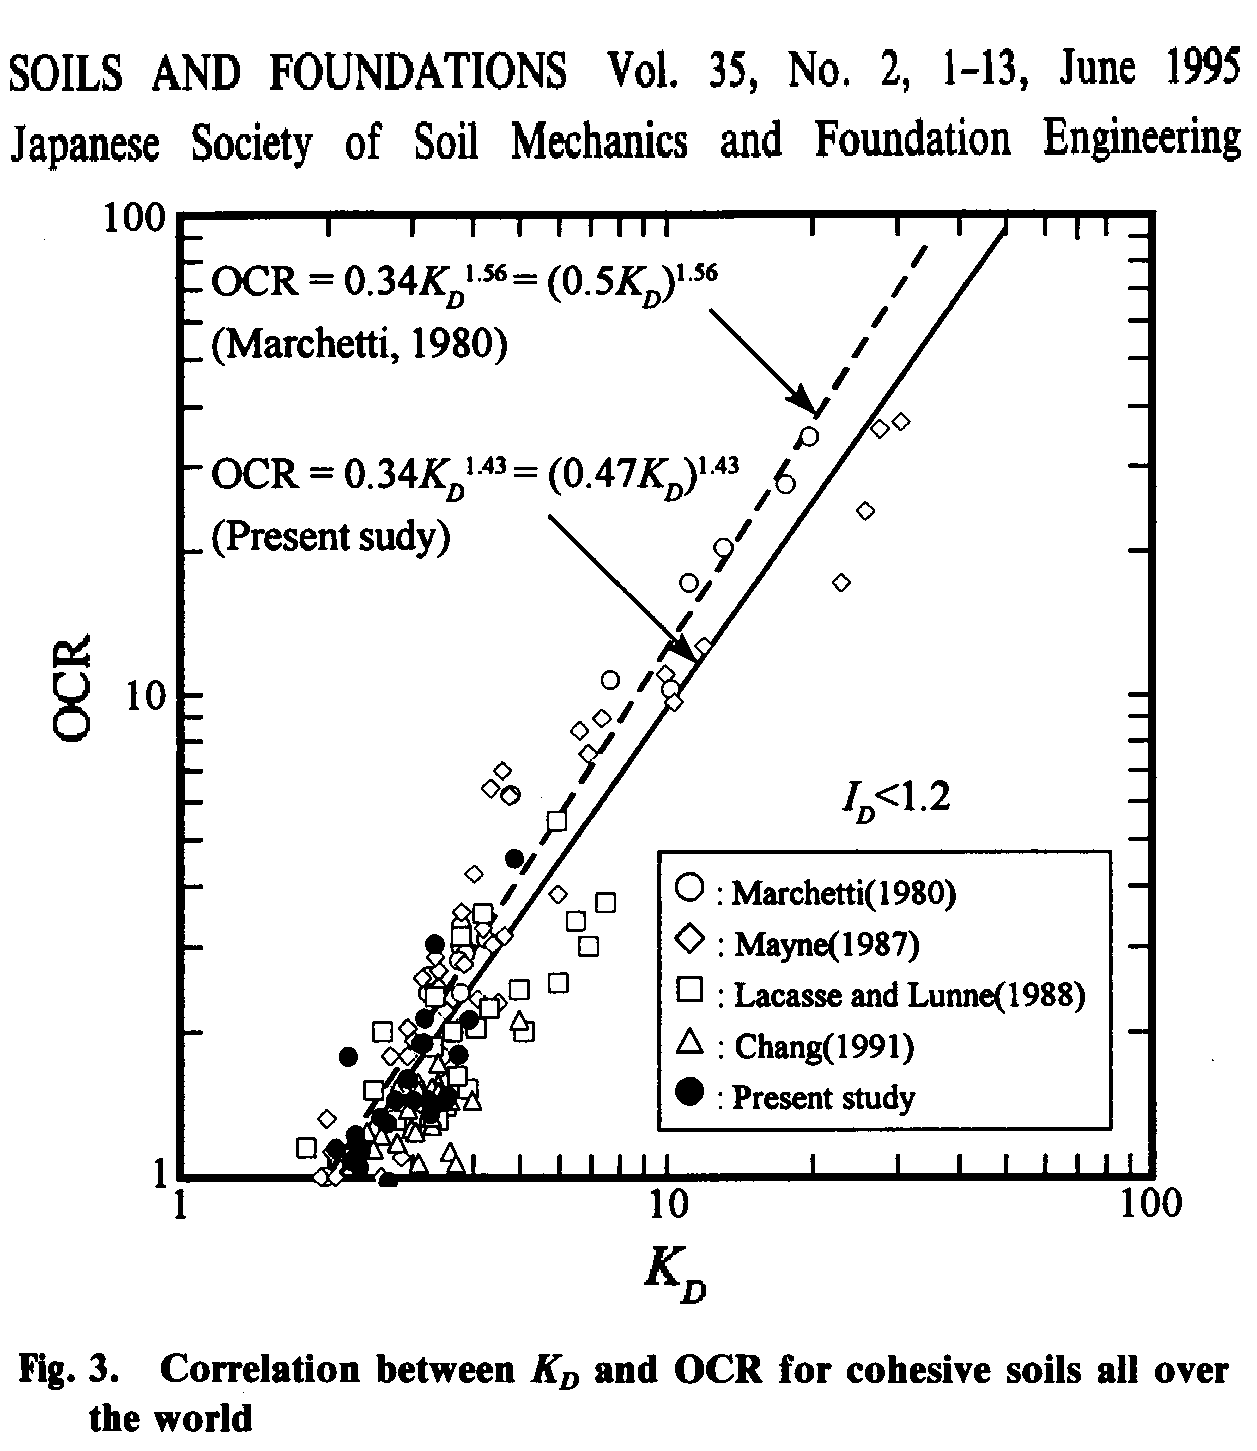 SOILS AND FOUNDATIONS Vol. 35, No. 2, 1-13, June 1995
Japanese Society of Soil Mechanics and Foundation Engineering
100
OCR = 0.34K_D^1.56 = (0.5K_D)^1.56
(Marchetti, 1980)
OCR = 0.34K_D^1.43 = (0.47K_D)^1.43
(Present sudy)
OCR
10
I_D<1.2
○ : Marchetti(1980)
◇ : Mayne(1987)
□ : Lacasse and Lunne(1988)
△ : Chang(1991)
● : Present study
1
1 10 100
K_D
Fig. 3. Correlation between K_D and OCR for cohesive soils all over
the world